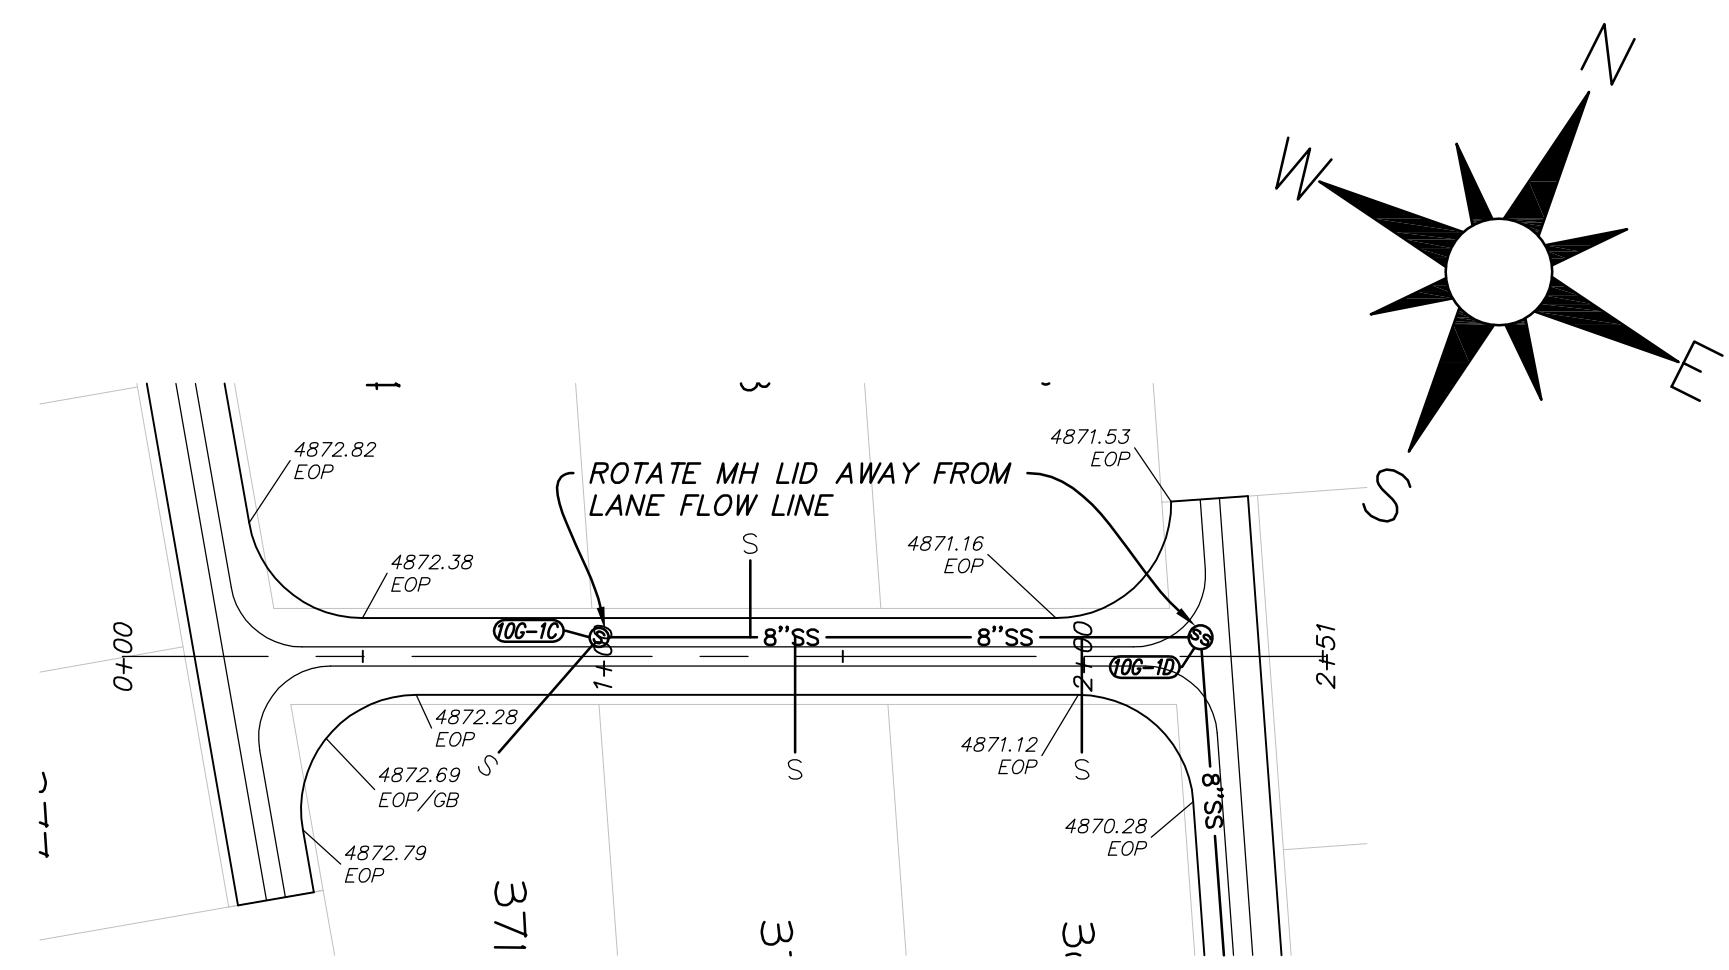 N
W
E
S
4872.82
EOP
ROTATE MH LID AWAY FROM
LANE FLOW LINE
4871.53
EOP
4872.38
EOP
S
4871.16
EOP
0+00
10G-1C
S
1+0
8"SS
8"SS
2+00
SS
10G-1D
2+51
4872.28
EOP
S
4872.69
EOP/GB
S
4871.12
EOP
S
8"SS
4872.79
EOP
4870.28
EOP
371